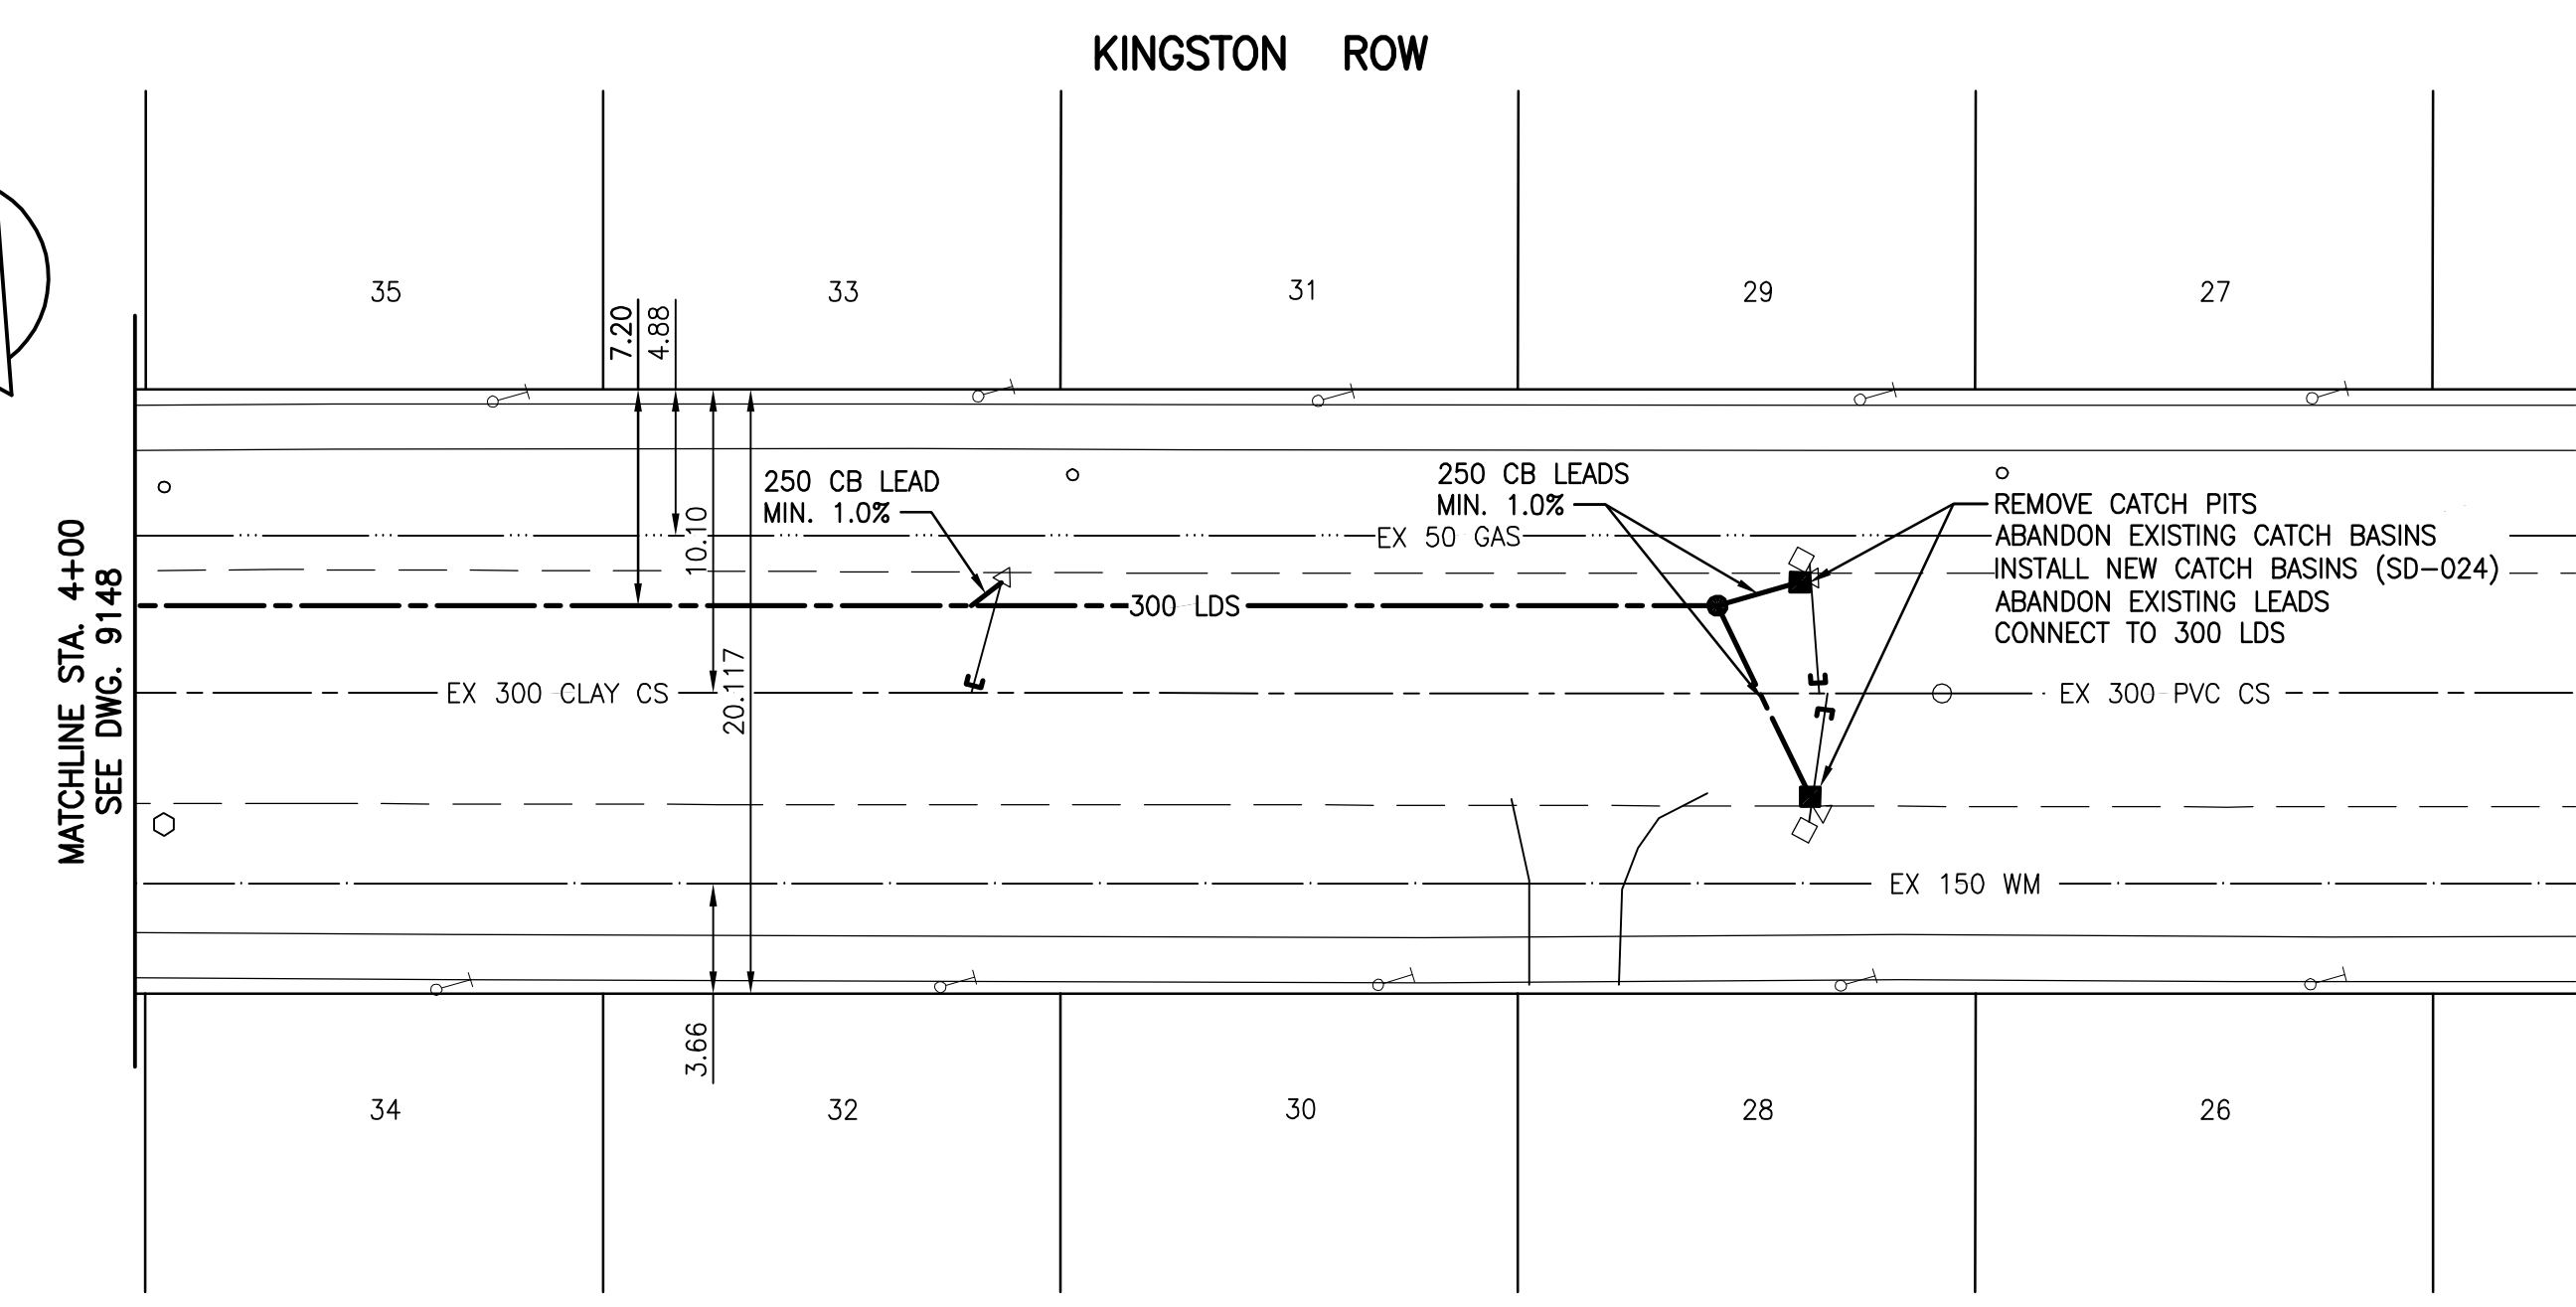 KINGSTON ROW
35
33
31
29
27
7.20
4.88
10.10
20.117
3.66
250 CB LEAD
MIN. 1.0%
250 CB LEADS
MIN. 1.0%
REMOVE CATCH PITS
ABANDON EXISTING CATCH BASINS
INSTALL NEW CATCH BASINS (SD-024)
ABANDON EXISTING LEADS
CONNECT TO 300 LDS
EX 50 GAS
300 LDS
MATCHLINE STA. 4+00
SEE DWG. 9148
EX 300 CLAY CS
EX 300 PVC CS
EX 150 WM
34
32
30
28
26